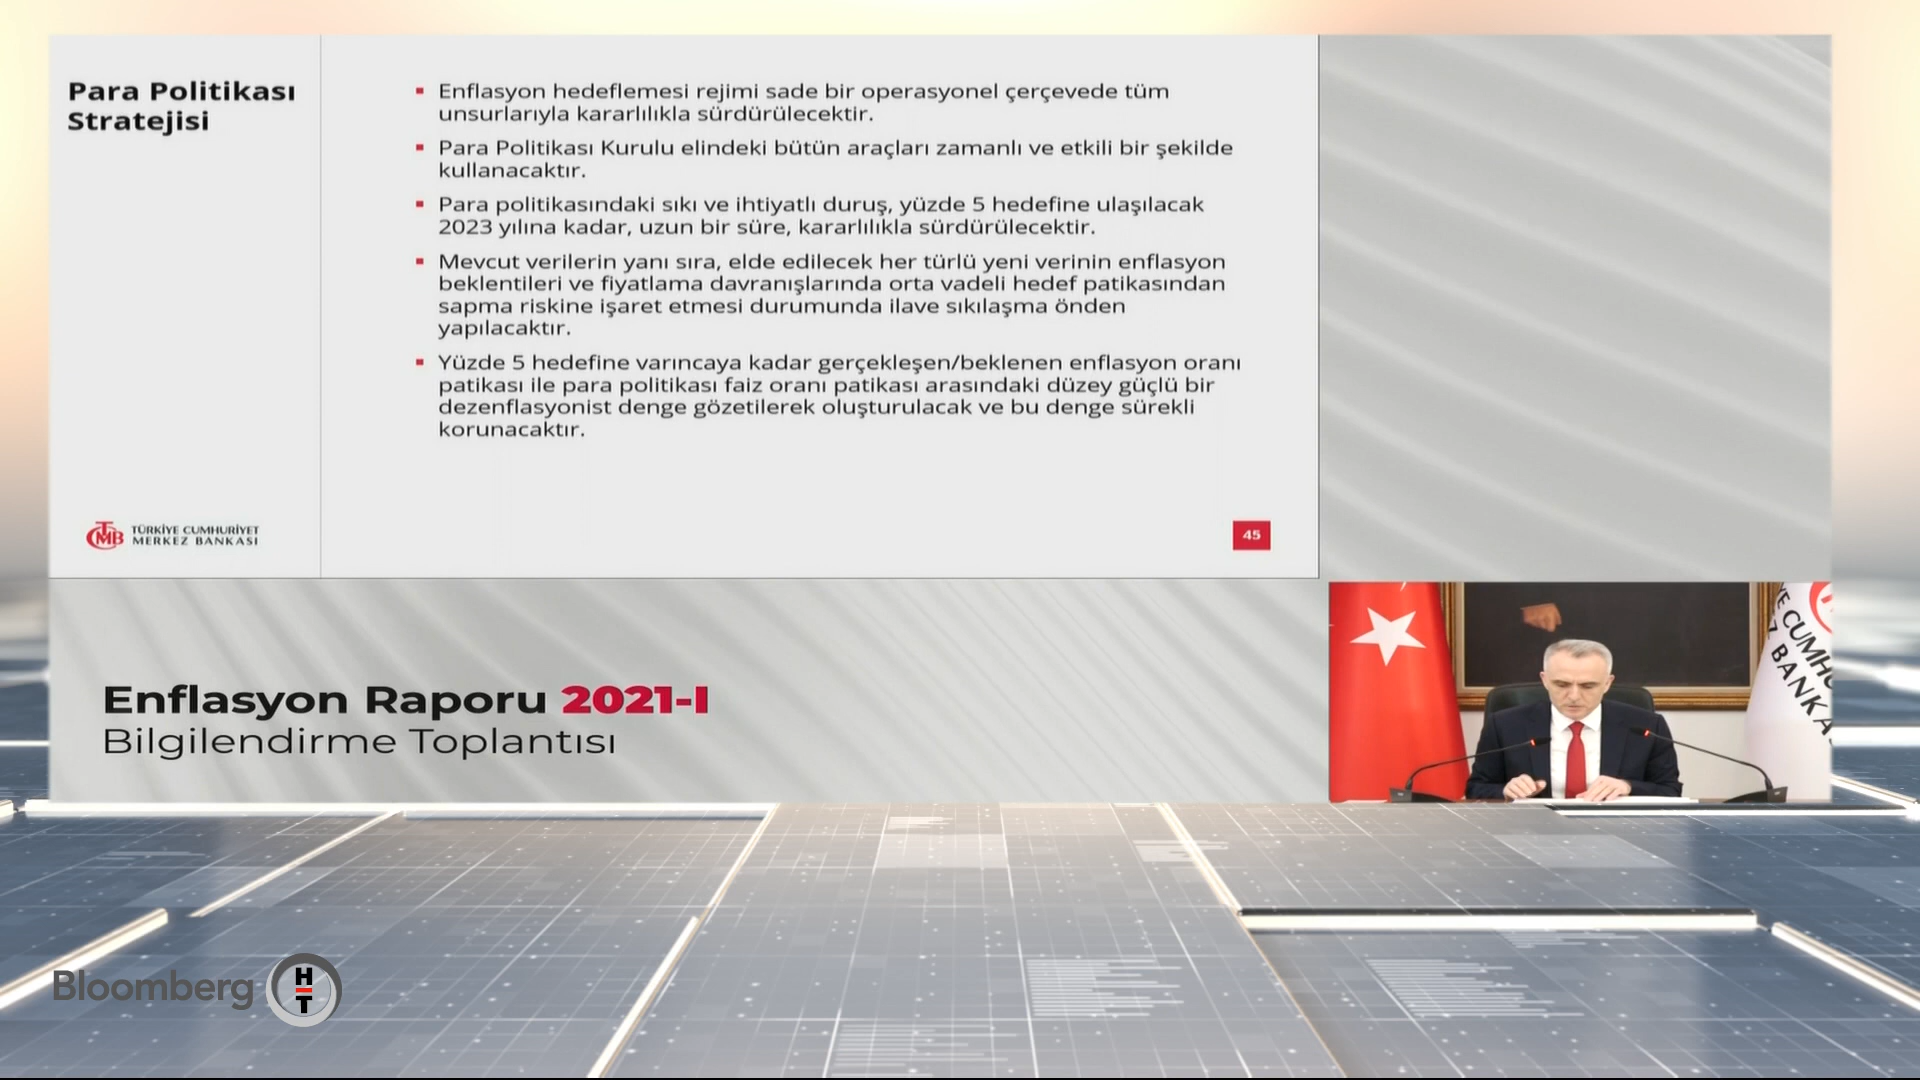 Para Politikası
Stratejisi
▪ Enflasyon hedeflemesi rejimi sade bir operasyonel çerçevede tüm
unsurlarıyla kararlılıkla sürdürülecektir.
▪ Para Politikası Kurulu elindeki bütün araçları zamanlı ve etkili bir şekilde
kullanacaktır.
▪ Para politikasındaki sıkı ve ihtiyatlı duruş, yüzde 5 hedefine ulaşılacak
2023 yılına kadar, uzun bir süre, kararlılıkla sürdürülecektir.
▪ Mevcut verilerin yanı sıra, elde edilecek her türlü yeni verinin enflasyon
beklentileri ve fiyatlama davranışlarında orta vadeli hedef patikasından
sapma riskine işaret etmesi durumunda ilave sıkılaşma önden
yapılacaktır.
▪ Yüzde 5 hedefine varıncaya kadar gerçekleşen/beklenen enflasyon oranı
patikası ile para politikası faiz oranı patikası arasındaki düzey güçlü bir
dezenflasyonist denge gözetilerek oluşturulacak ve bu denge sürekli
korunacaktır.
TCMB
TÜRKİYE CUMHURİYET
MERKEZ BANKASI
45
Enflasyon Raporu 2021-I
Bilgilendirme Toplantısı
YE CUMHU
Z BANKA
Bloomberg HT